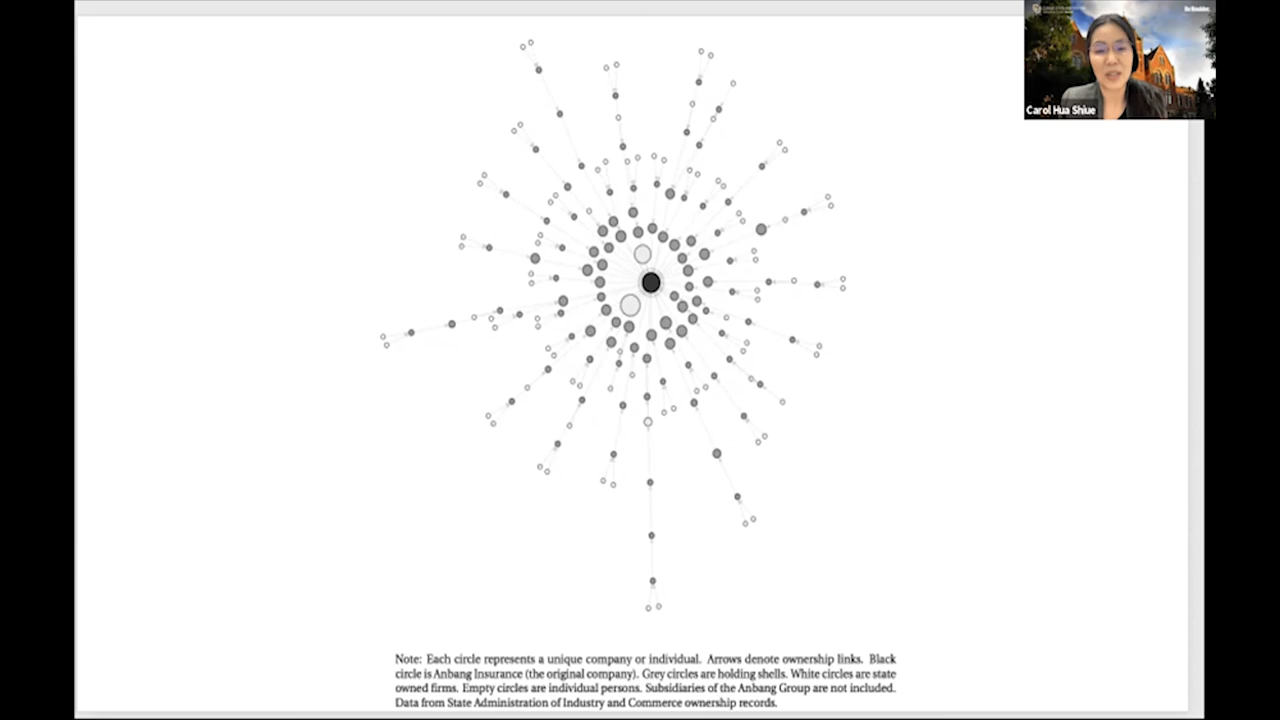 Be Boulder.
Carol Hua Shiue
Note: Each circle represents a unique company or individual. Arrows denote ownership links. Black
circle is Anbang Insurance (the original company). Grey circles are holding shells. White circles are state
owned firms. Empty circles are individual persons. Subsidiaries of the Anbang Group are not included.
Data from State Administration of Industry and Commerce ownership records.